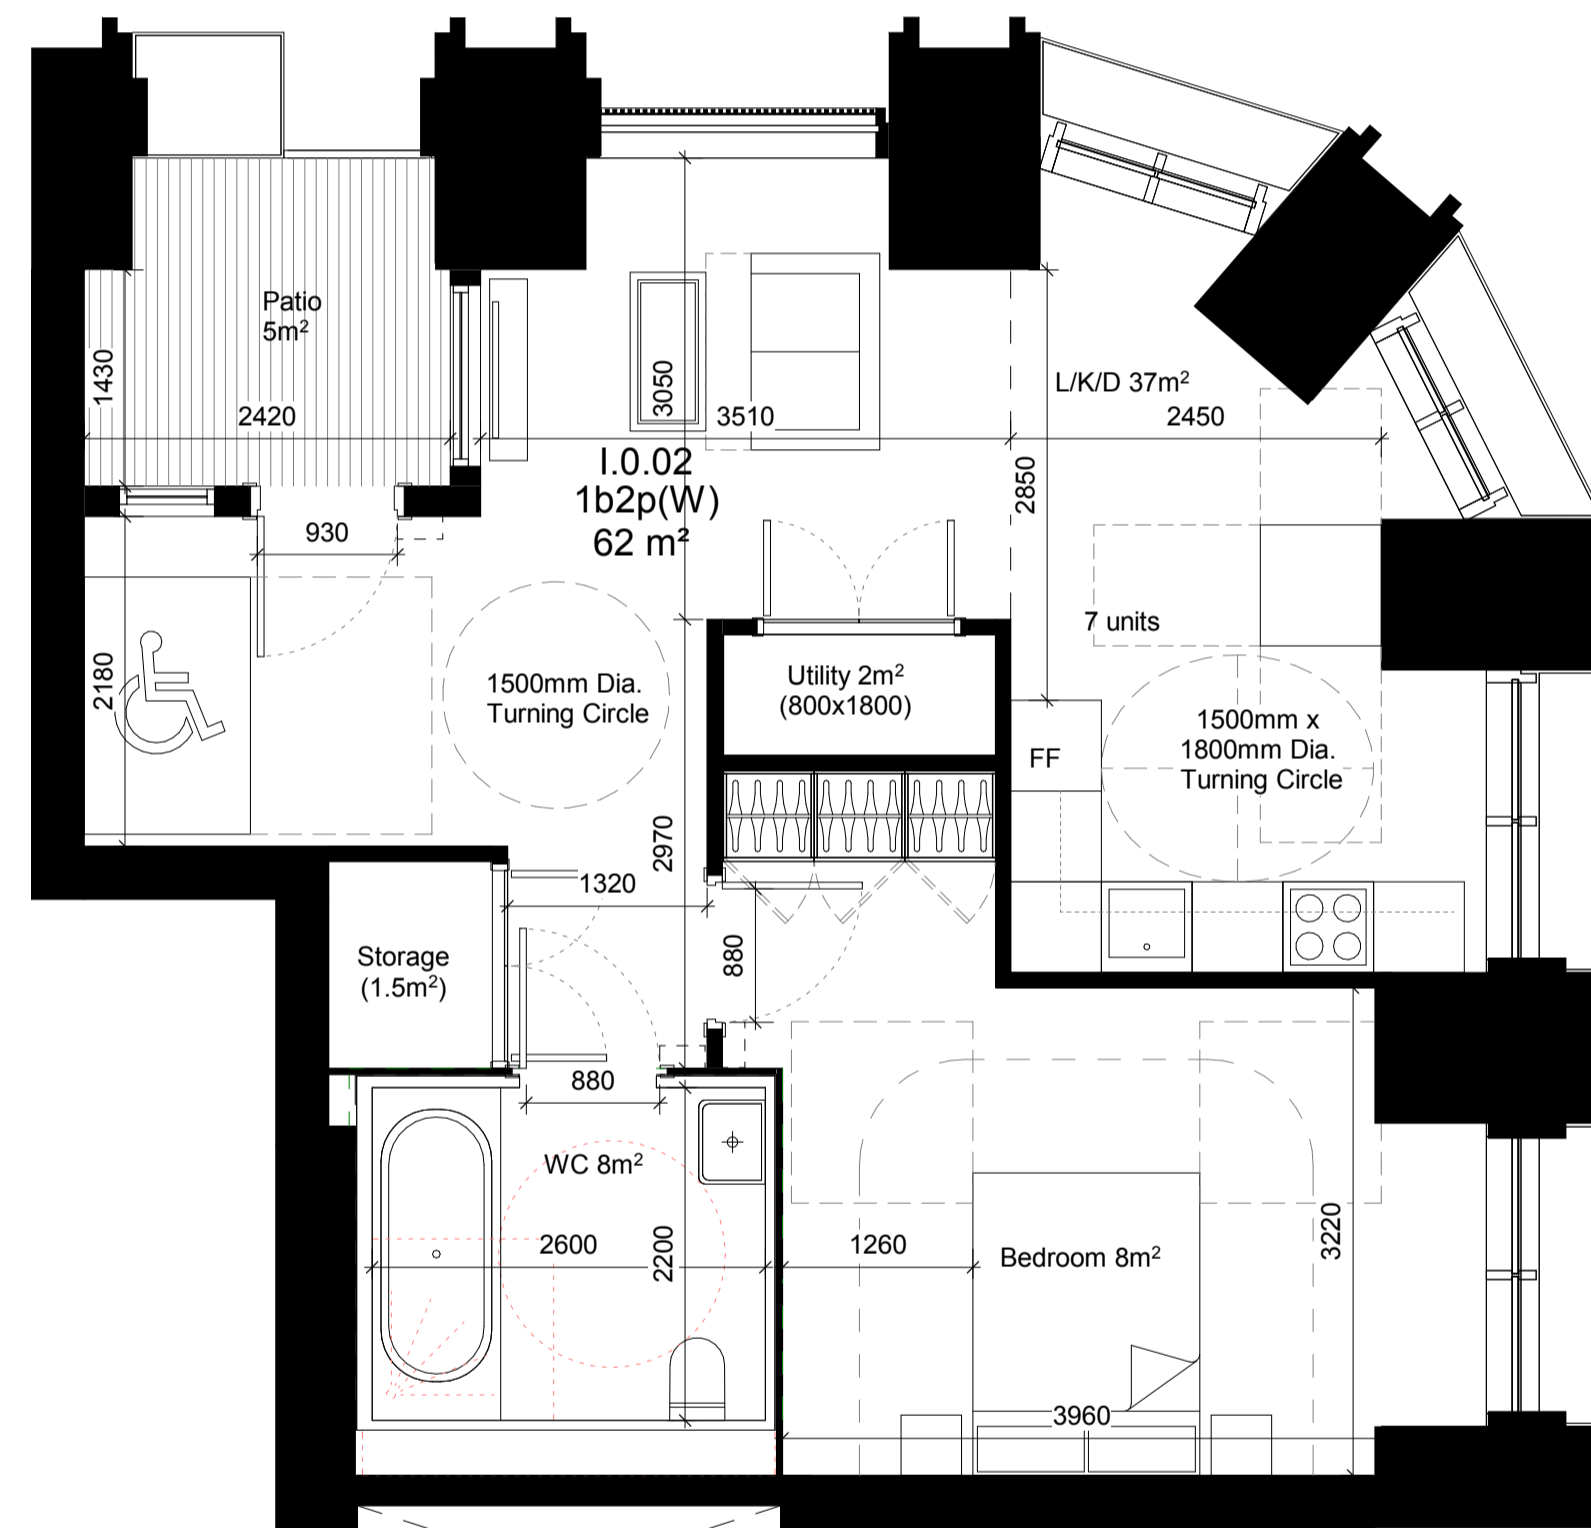 Patio
5m²
1430
2420
3050
3510
L/K/D 37m²
2450
I.0.02
1b2p(W)
62 m²
2850
930
7 units
2180
1500mm Dia.
Turning Circle
Utility 2m²
(800x1800)
FF
1500mm x
1800mm Dia.
Turning Circle
2970
1320
Storage
(1.5m²)
880
880
WC 8m²
2600
2200
1260
Bedroom 8m²
3220
3960